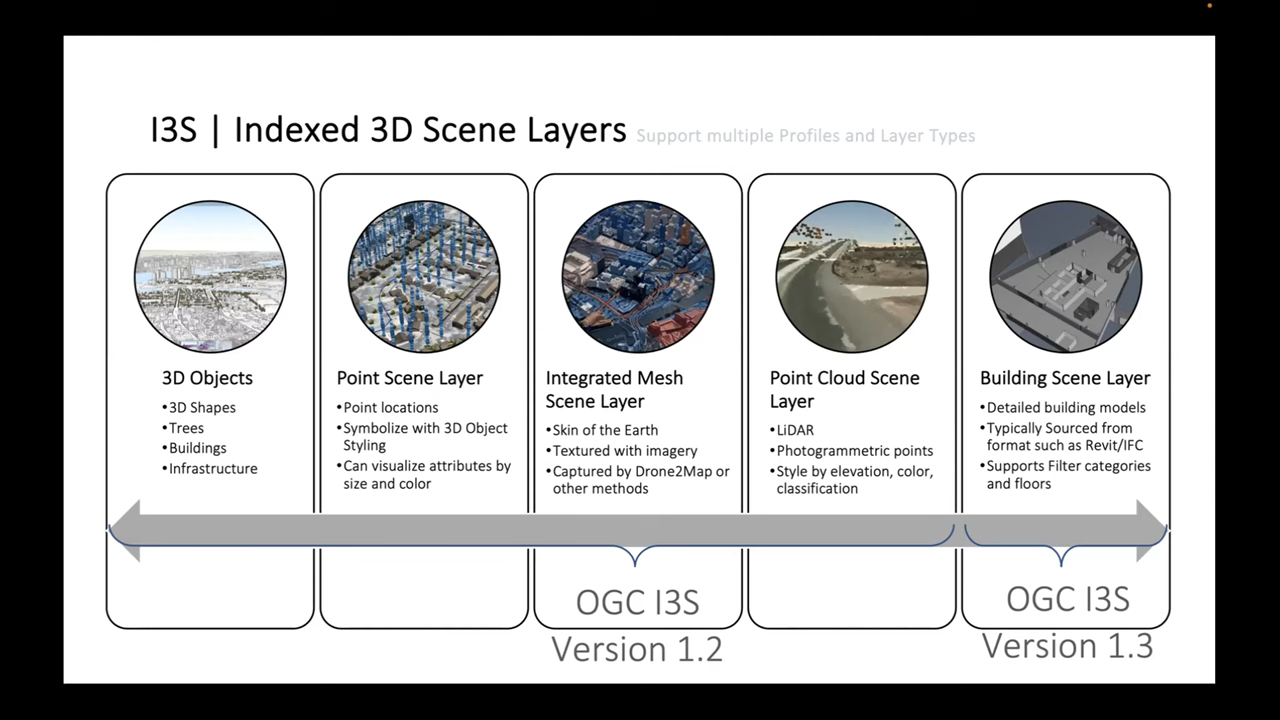 I3S | Indexed 3D Scene Layers Support multiple Profiles and Layer Types
3D Objects
•3D Shapes
•Trees
•Buildings
•Infrastructure
Point Scene Layer
•Point locations
•Symbolize with 3D Object
Styling
•Can visualize attributes by
size and color
Integrated Mesh
Scene Layer
•Skin of the Earth
•Textured with imagery
•Captured by Drone2Map or
other methods
Point Cloud Scene
Layer
•LiDAR
•Photogrammetric points
•Style by elevation, color,
classification
Building Scene Layer
•Detailed building models
•Typically Sourced from
format such as Revit/IFC
•Supports Filter categories
and floors
OGC I3S
Version 1.2
OGC I3S
Version 1.3